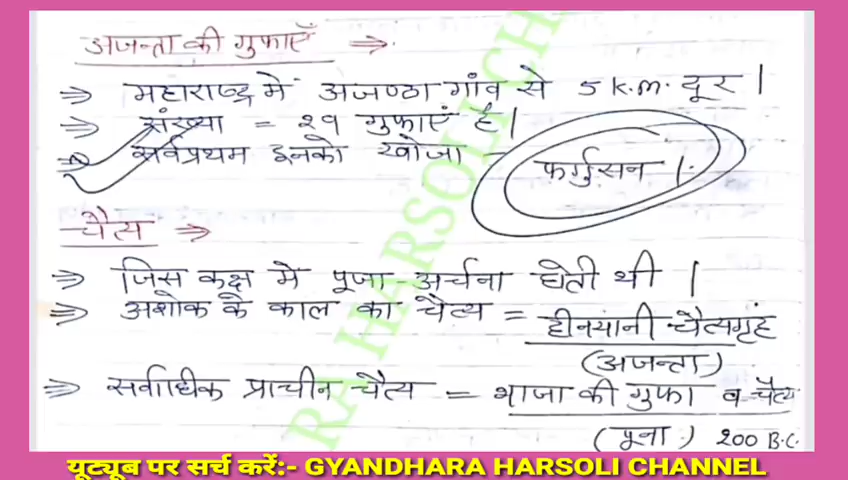 अजन्ता की गुफाएँ ⇒
⇒ महाराष्ट्र में अजण्ठा गांव से 5 K.m. दूर |
⇒ संख्या = २९ गुफाएं है |
⇒ सर्वप्रथम इनको खोजा - फर्गुसन |
चैत्य ⇒
⇒ जिस कक्ष में पूजा-अर्चना होती थी |
⇒ अशोक के काल का चैत्य = हीनयानी चैत्यगृह
(अजन्ता)
⇒ सर्वाधिक प्राचीन चैत्य = भाजा की गुफा व चैत्य
(पूना) 200 B.C.
यूट्यूब पर सर्च करें:- GYANDHARA HARSOLI CHANNEL